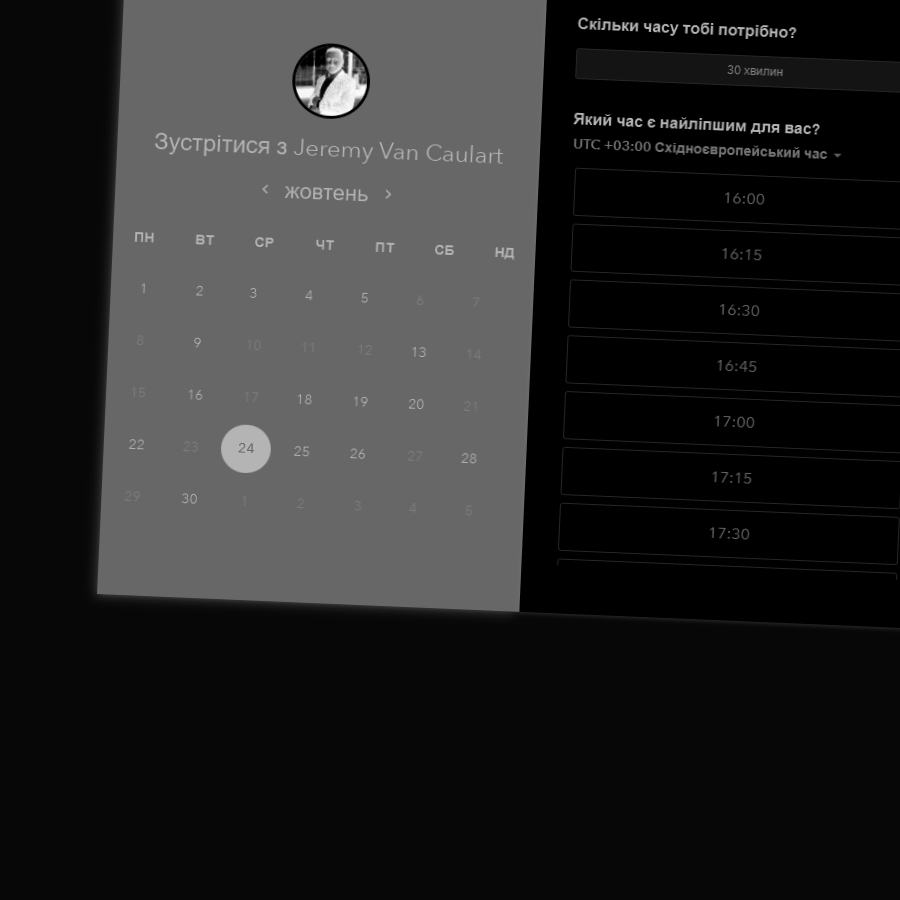 Зустрітися з Jeremy Van Caulart
жовтень
ПН ВТ СР ЧТ ПТ СБ НД
1 2 3 4 5 6 7
8 9 10 11 12 13 14
15 16 17 18 19 20 21
22 23 24 25 26 27 28
29 30 1 2 3 4 5
Скільки часу тобі потрібно?
30 хвилин
Який час є найліпшим для вас?
UTC +03:00 Східноєвропейський час
16:00
16:15
16:30
16:45
17:00
17:15
17:30